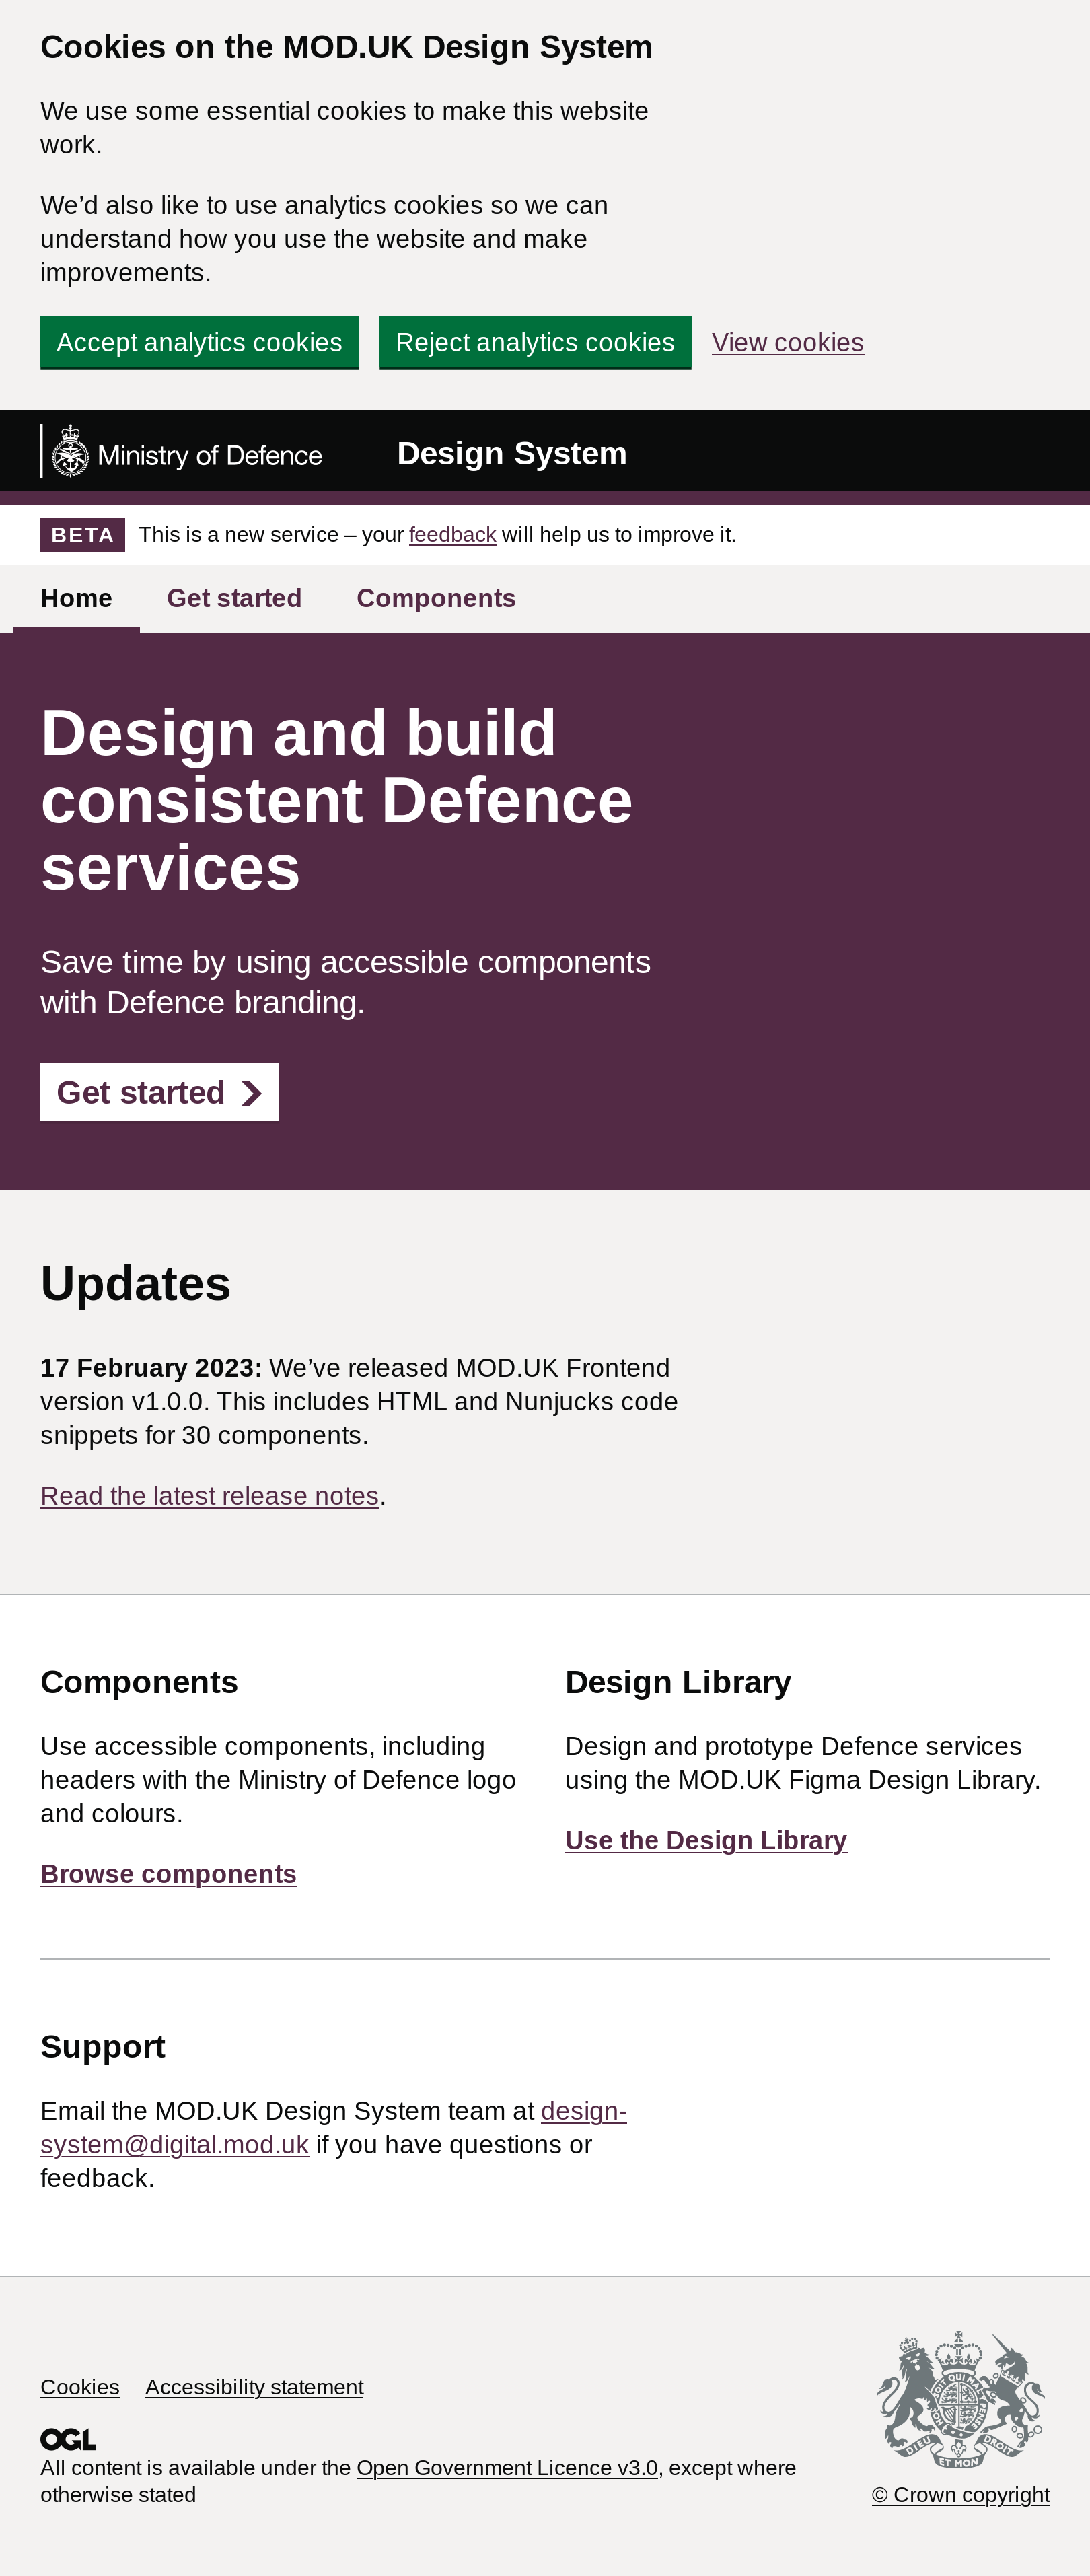 Cookies on the MOD.UK Design System
We use some essential cookies to make this website
work.
We’d also like to use analytics cookies so we can
understand how you use the website and make
improvements.
Accept analytics cookies Reject analytics cookies View cookies
Ministry of Defence Design System
BETA This is a new service – your feedback will help us to improve it.
Home Get started Components
Design and build
consistent Defence
services
Save time by using accessible components
with Defence branding.
Get started
Updates
17 February 2023: We’ve released MOD.UK Frontend
version v1.0.0. This includes HTML and Nunjucks code
snippets for 30 components.
Read the latest release notes.
Components
Use accessible components, including
headers with the Ministry of Defence logo
and colours.
Browse components
Design Library
Design and prototype Defence services
using the MOD.UK Figma Design Library.
Use the Design Library
Support
Email the MOD.UK Design System team at design-
system@digital.mod.uk if you have questions or
feedback.
Cookies Accessibility statement
OGL
All content is available under the Open Government Licence v3.0, except where
otherwise stated
DIEU ET MON DROIT
© Crown copyright